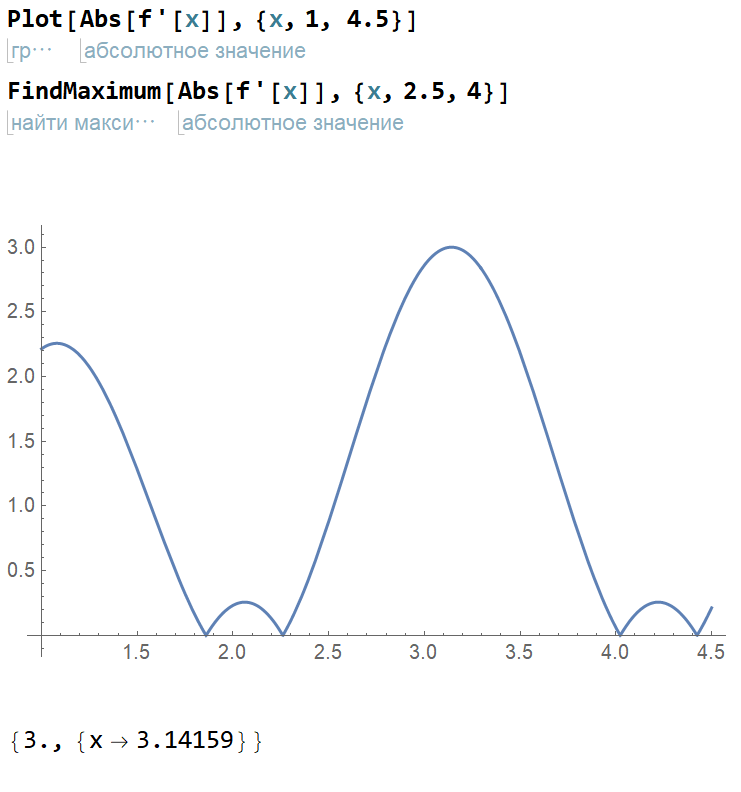 Plot[Abs[f'[x]], {x, 1, 4.5}]
гр··· абсолютное значение
FindMaximum[Abs[f'[x]], {x, 2.5, 4}]
найти макси··· абсолютное значение
3.0
2.5
2.0
1.5
1.0
0.5
1.5 2.0 2.5 3.0 3.5 4.0 4.5
{3., {x → 3.14159}}